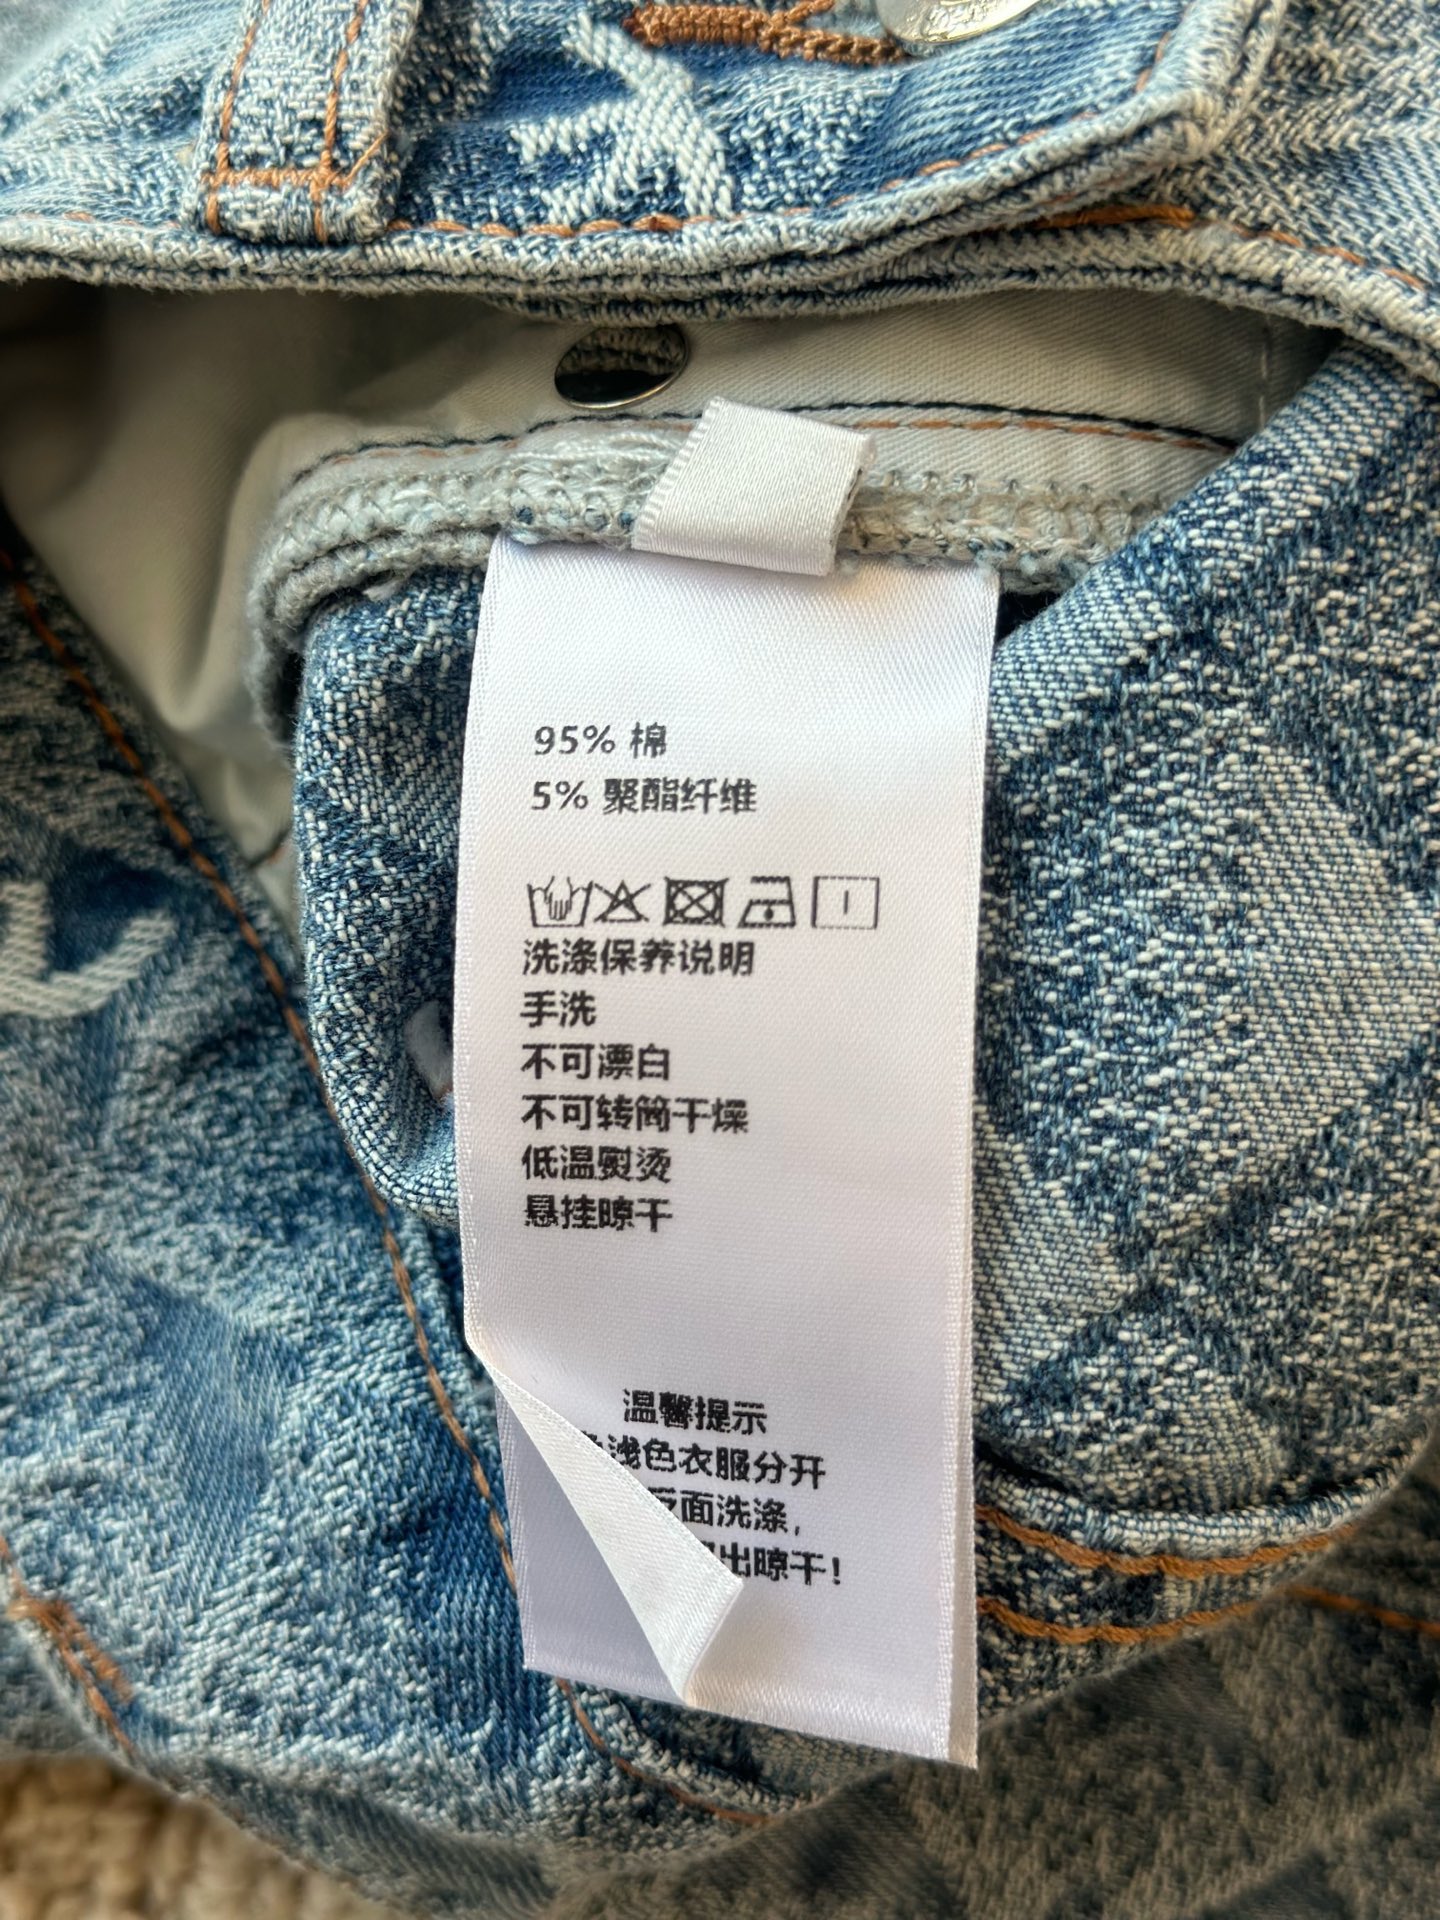 95% 棉
5% 聚酯纤维
洗涤保养说明
手洗
不可漂白
不可转筒干燥
低温熨烫
悬挂晾干
温馨提示
浅色衣服分开
反面洗涤,
出晾干!